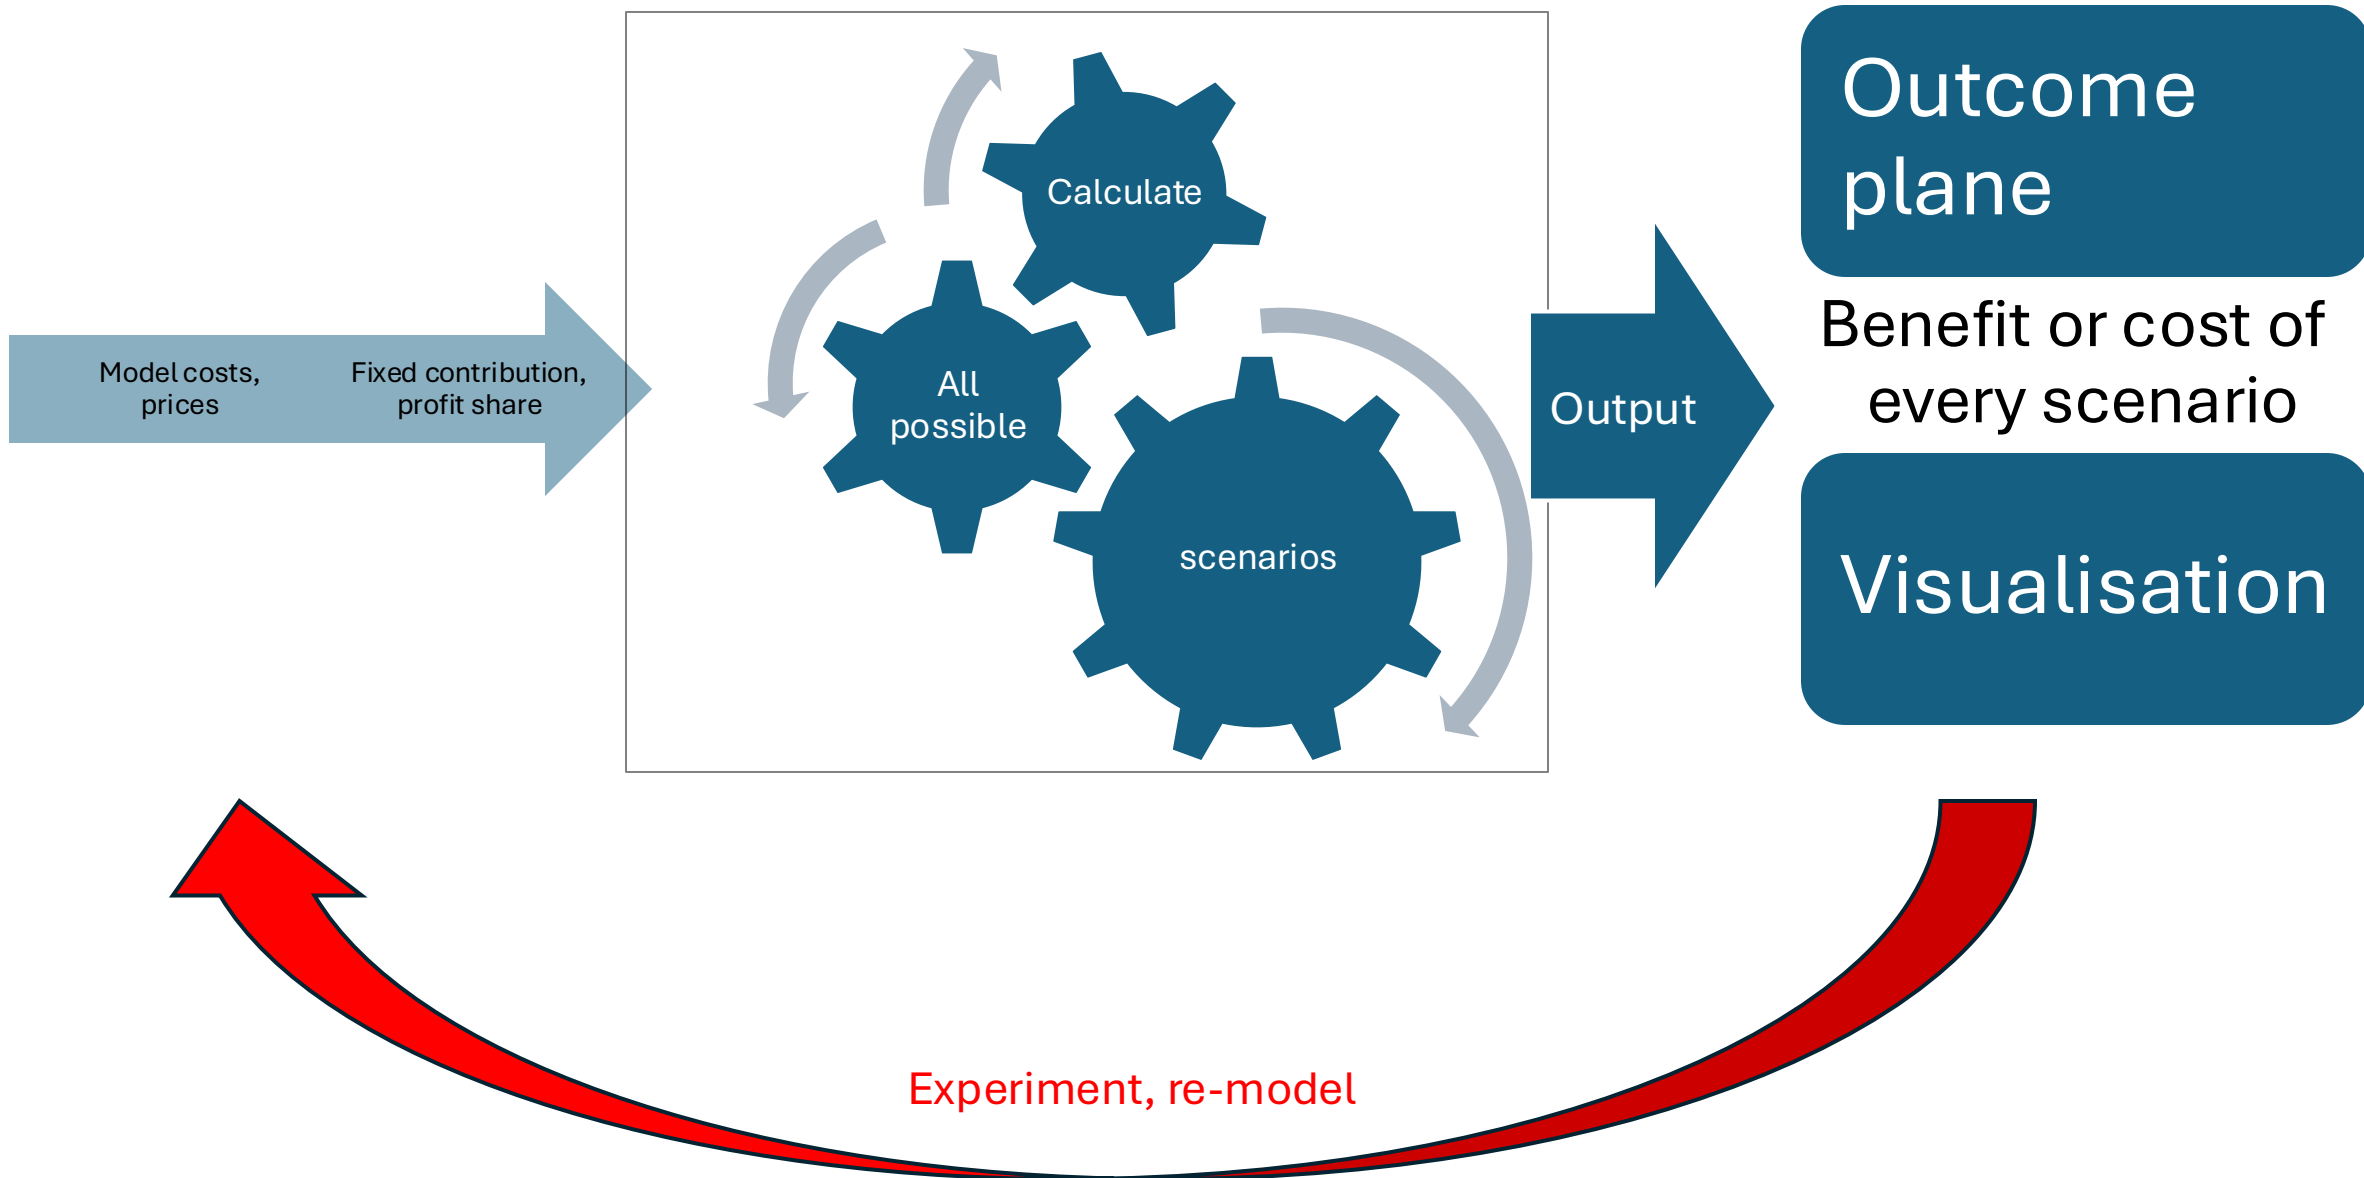 Model costs,
prices
Fixed contribution,
profit share
Calculate
All
possible
scenarios
Output
Outcome
plane
Benefit or cost of
every scenario
Visualisation
Experiment, re-model